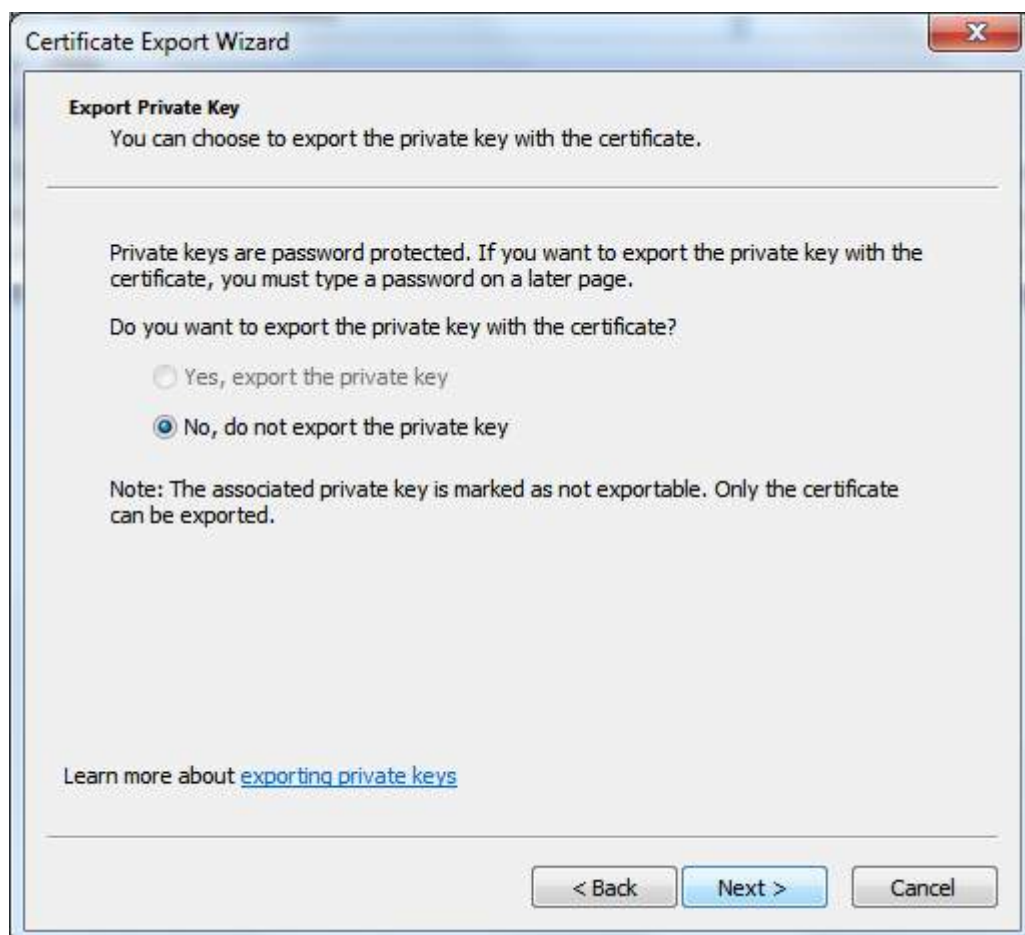 Certificate Export Wizard
Export Private Key
You can choose to export the private key with the certificate.
Private keys are password protected. If you want to export the private key with the
certificate, you must type a password on a later page.
Do you want to export the private key with the certificate?
Yes, export the private key
No, do not export the private key
Note: The associated private key is marked as not exportable. Only the certificate
can be exported.
Learn more about exporting private keys
< Back Next > Cancel